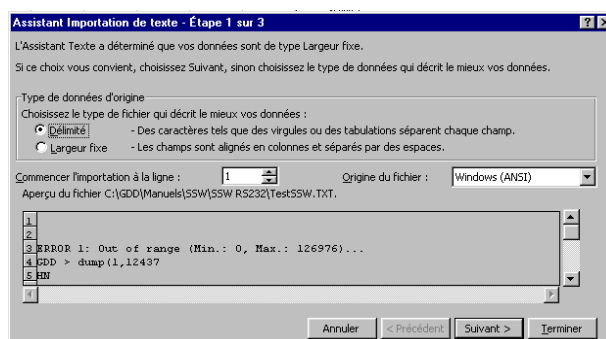 Assistant Importation de texte - Étape 1 sur 3
L'Assistant Texte a déterminé que vos données sont de type Largeur fixe.
Si ce choix vous convient, choisissez Suivant, sinon choisissez le type de données qui décrit le mieux vos données.
Type de données d'origine
Choisissez le type de fichier qui décrit le mieux vos données :
Délimité - Des caractères tels que des virgules ou des tabulations séparent chaque champ.
Largeur fixe - Les champs sont alignés en colonnes et séparés par des espaces.
Commencer l'importation à la ligne : 1 Origine du fichier : Windows (ANSI)
Aperçu du fichier C:\GDD\Manuels\SSW\SSW RS232\TestSSW.TXT.
1
2
3 ERROR 1: Out of range (Min.: 0, Max.: 126976)...
4 GDD > dump(1,12437
5 HN
Annuler < Précédent Suivant > Terminer